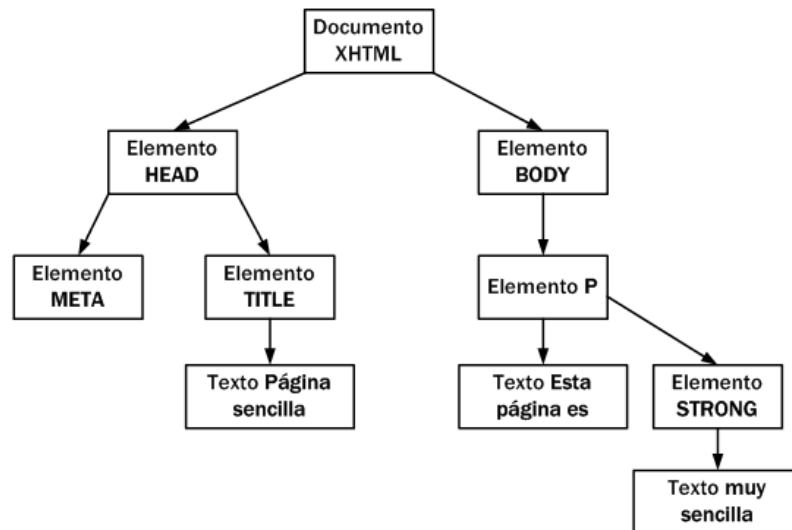 Documento
XHTML
Elemento
HEAD
Elemento
BODY
Elemento
META
Elemento
TITLE
Elemento P
Texto Página
sencilla
Texto Esta
página es
Elemento
STRONG
Texto muy
sencilla